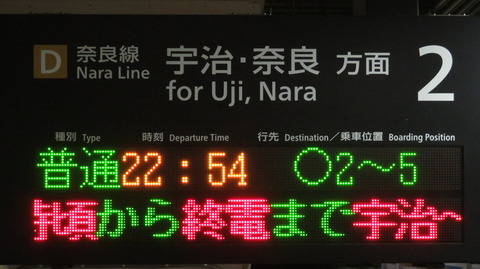 D 奈良線
Nara Line
宇治・奈良 方面
for Uji, Nara
2
種別 Type 時刻 Departure Time 行先 Destination／乗車位置 Boarding Position
普通 22：54 ○2～5
頃から終電まで宇治～